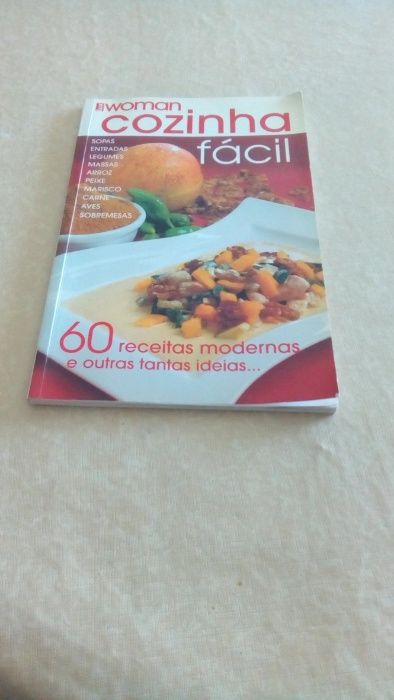 woman
cozinha
fácil
SOPAS
ENTRADAS
LEGUMES
MASSAS
ARROZ
PEIXE
MARISCO
CARNE
AVES
SOBREMESAS
60 receitas modernas
e outras tantas ideias...